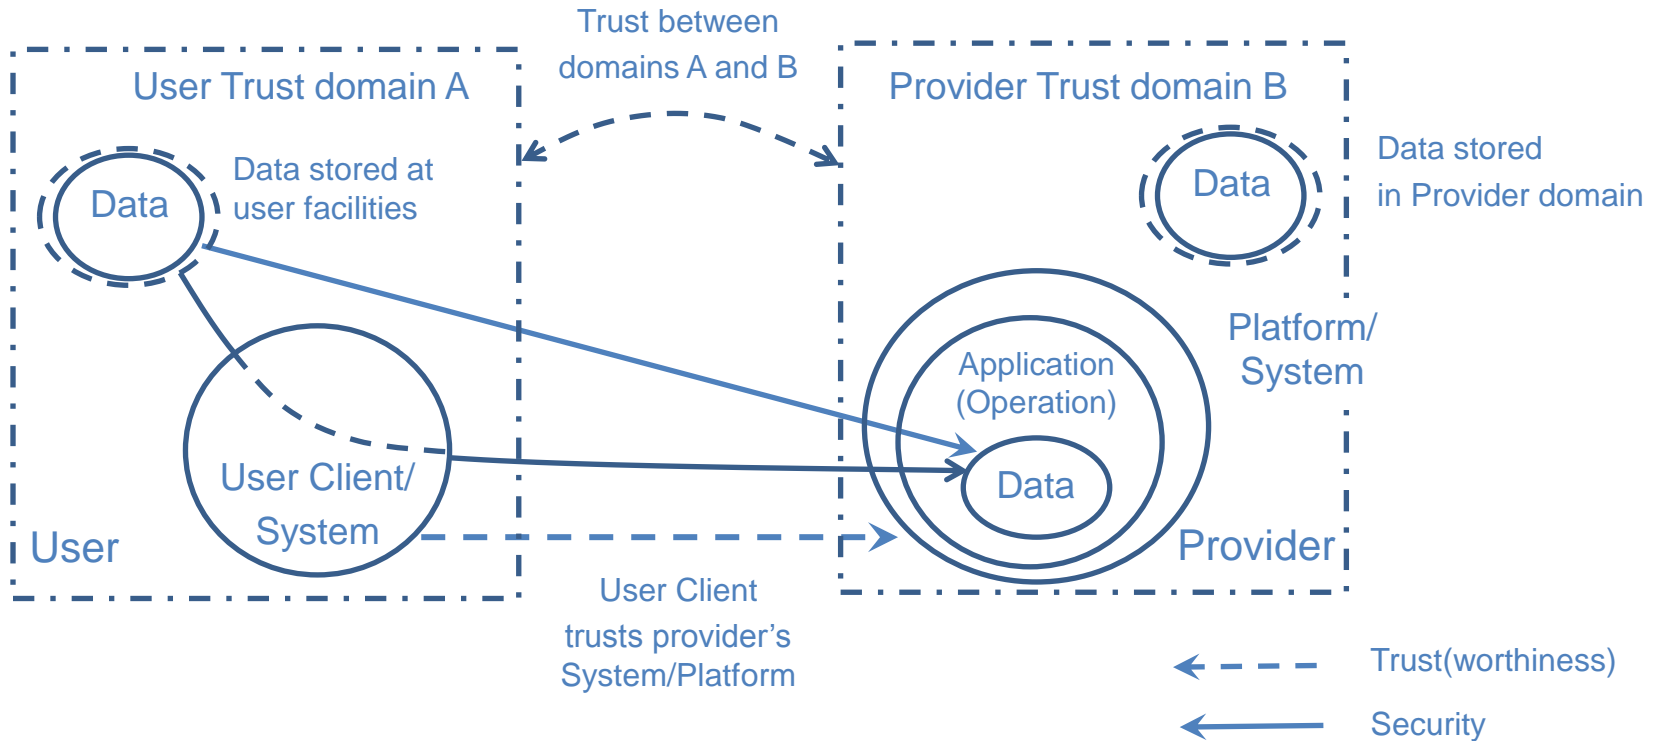 Trust between
domains A and B
User Trust domain A
Provider Trust domain B
Data
Data stored at
user facilities
Data
Data stored
in Provider domain
Platform/
System
Application
(Operation)
Data
User Client/
System
User
Provider
User Client
trusts provider’s
System/Platform
Trust(worthiness)
Security